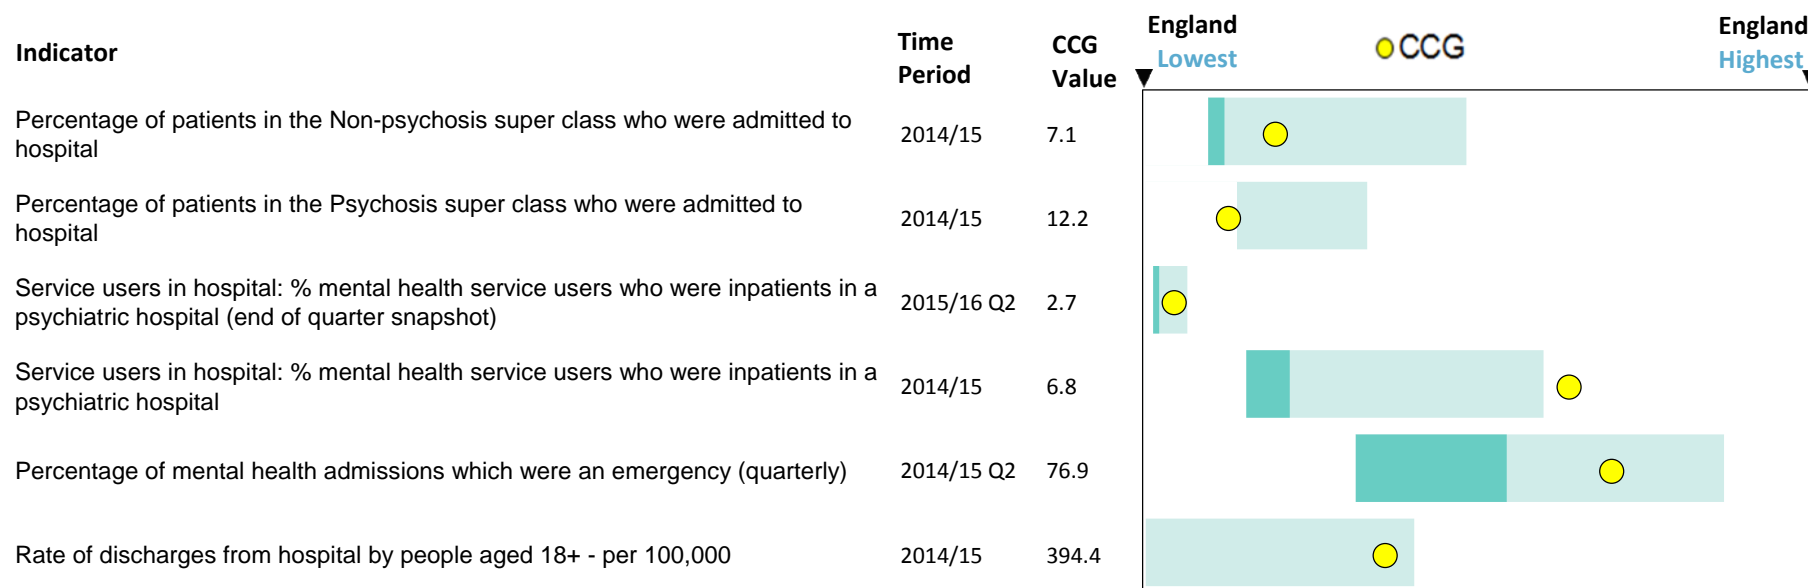 Indicator
Time
Period
CCG
Value
England
Lowest
CCG
England
Highest
Percentage of patients in the Non-psychosis super class who were admitted to
hospital
2014/15
7.1
Percentage of patients in the Psychosis super class who were admitted to
hospital
2014/15
12.2
Service users in hospital: % mental health service users who were inpatients in a
psychiatric hospital (end of quarter snapshot)
2015/16 Q2
2.7
Service users in hospital: % mental health service users who were inpatients in a
psychiatric hospital
2014/15
6.8
Percentage of mental health admissions which were an emergency (quarterly)
2014/15 Q2
76.9
Rate of discharges from hospital by people aged 18+ - per 100,000
2014/15
394.4